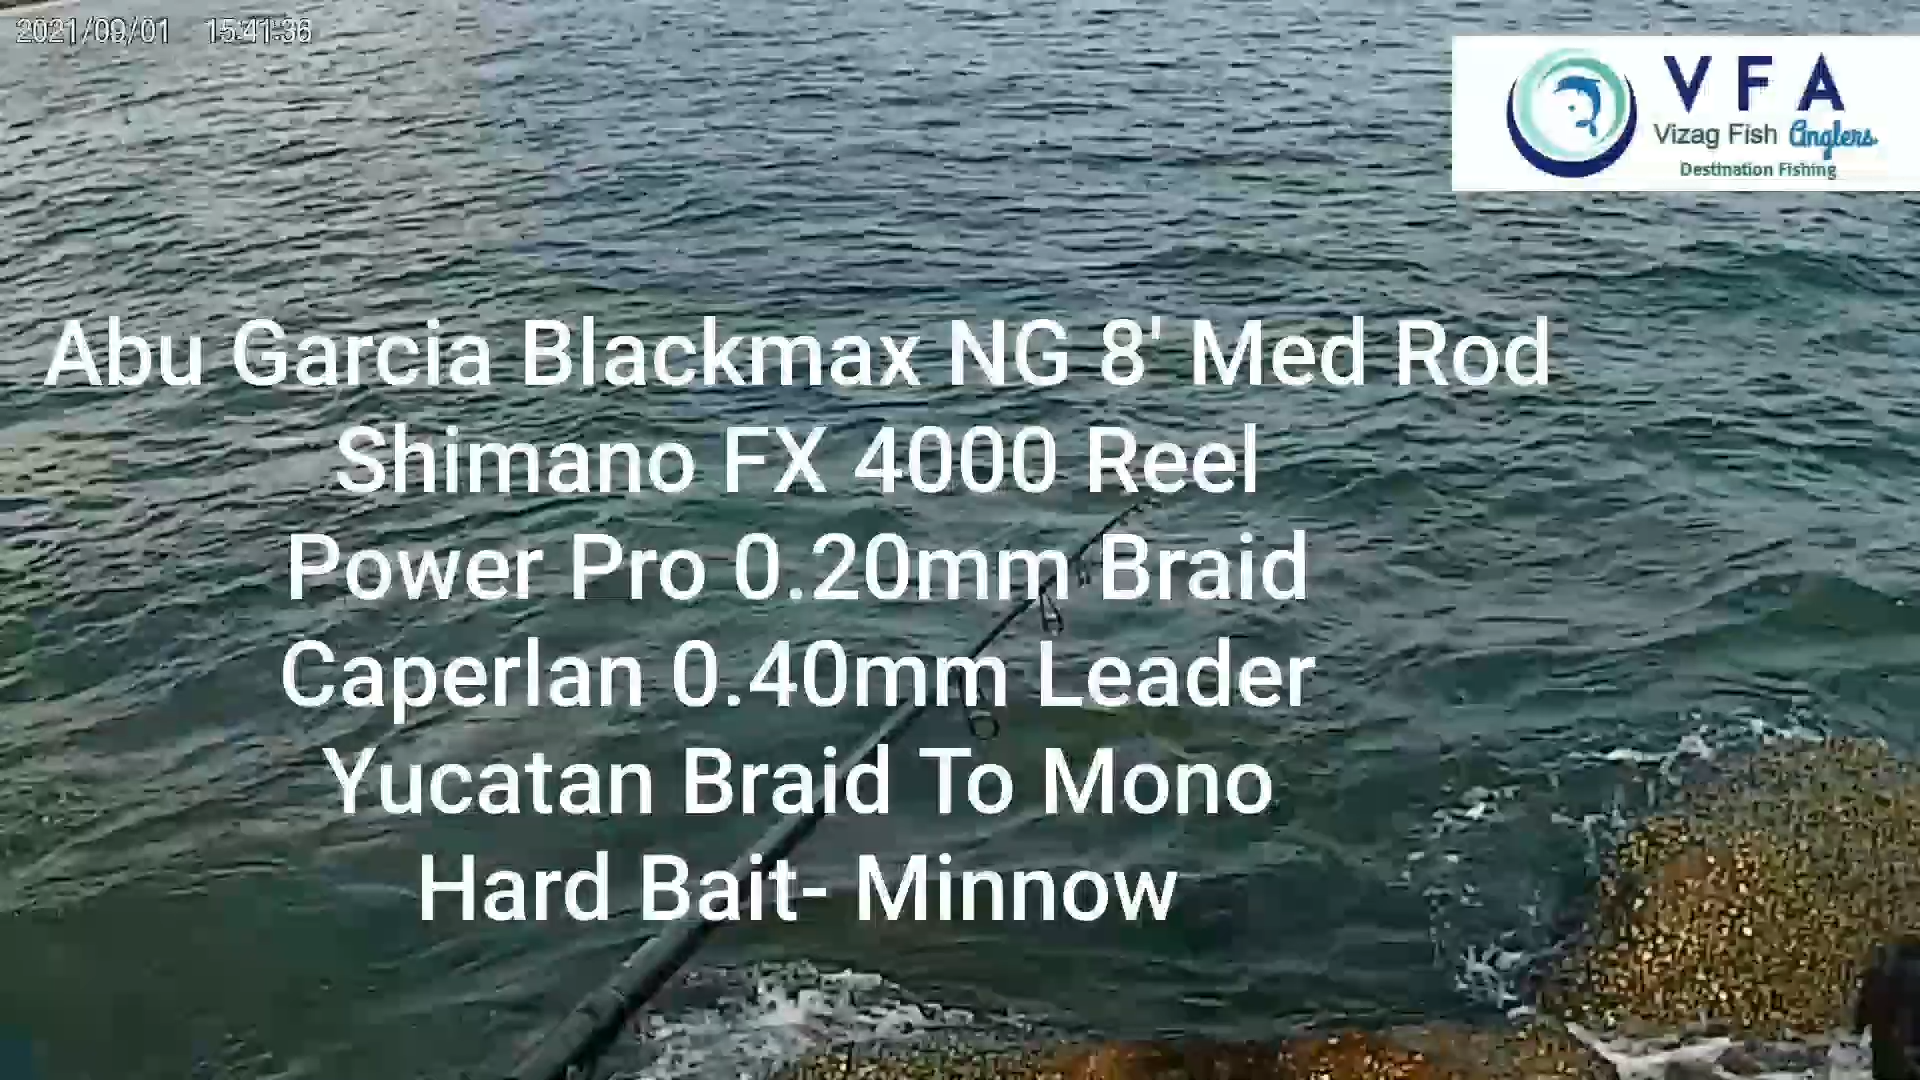 2021/09/01 15:41:36
V F A
Vizag Fish Anglers
Destination Fishing
Abu Garcia Blackmax NG 8' Med Rod
Shimano FX 4000 Reel
Power Pro 0.20mm Braid
Caperlan 0.40mm Leader
Yucatan Braid To Mono
Hard Bait- Minnow